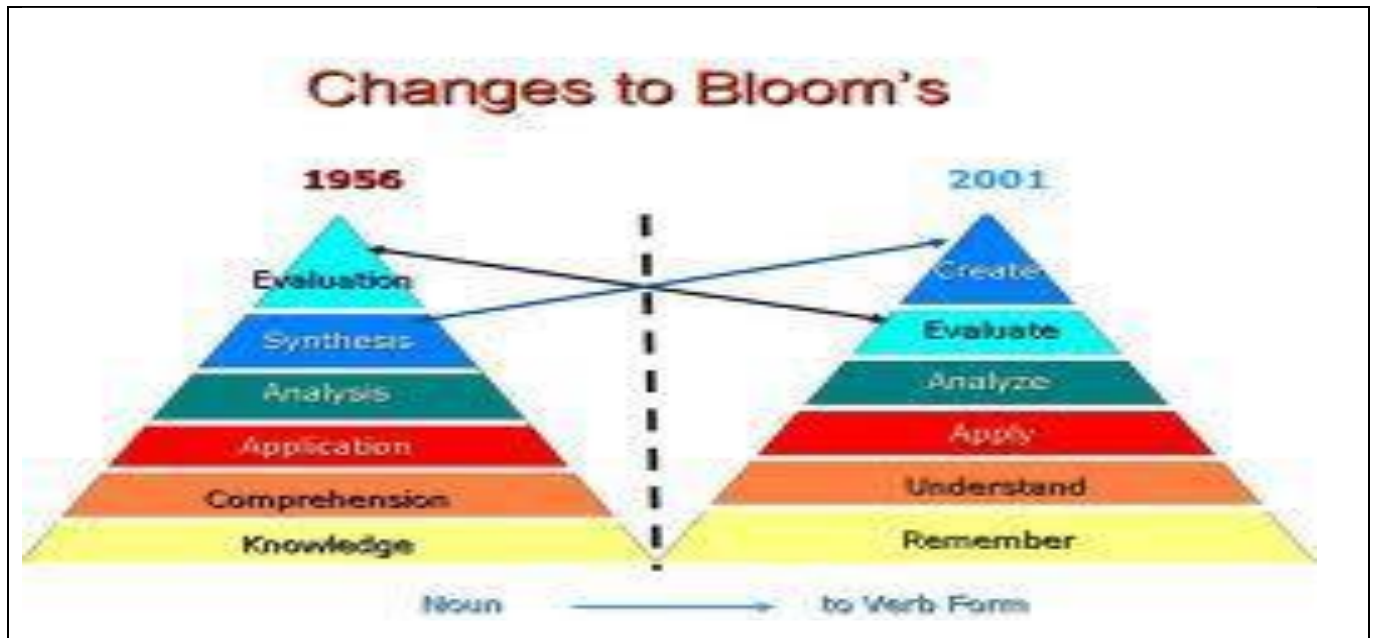 Changes to Bloom's
1956
2001
Evaluation
Synthesis
Analysis
Application
Comprehension
Knowledge
Create
Evaluate
Analyze
Apply
Understand
Remember
Noun
to Verb Form